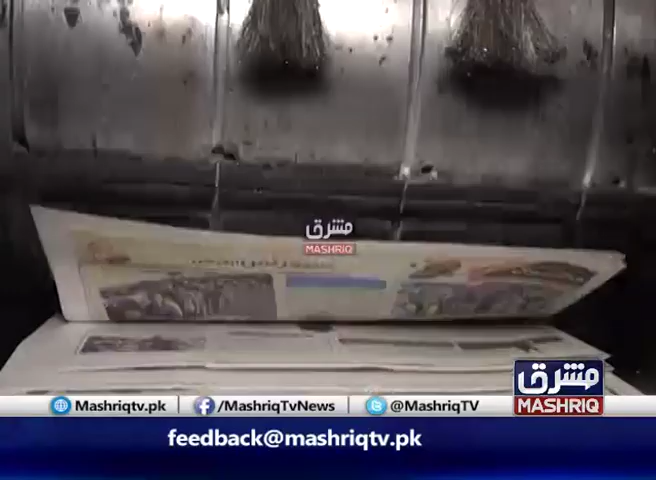 مشرق
MASHRIQ
Mashriqtv.pk
/MashriqTvNews
@MashriqTV
مشرق
MASHRIQ
feedback@mashriqtv.pk